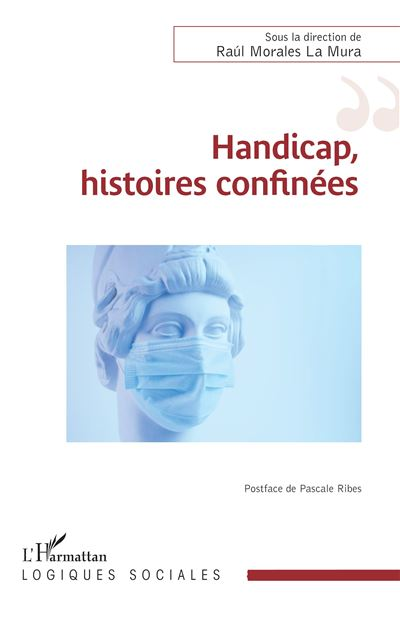 Sous la direction de
Raúl Morales La Mura
Handicap,
histoires confinées
Postface de Pascale Ribes
L'Harmattan
LOGIQUES SOCIALES